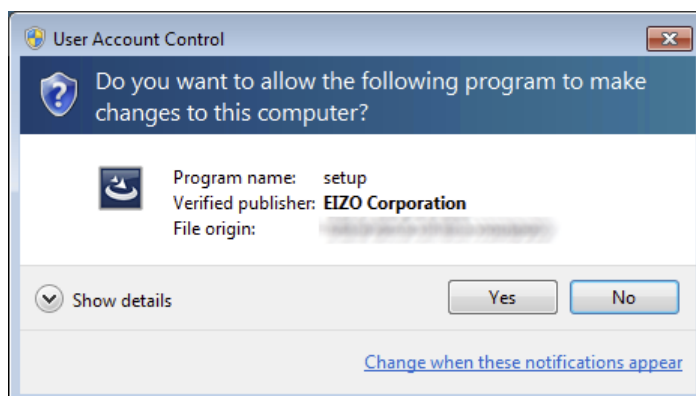 User Account Control
Do you want to allow the following program to make
changes to this computer?
Program name: setup
Verified publisher: EIZO Corporation
File origin:
Show details
Yes
No
Change when these notifications appear